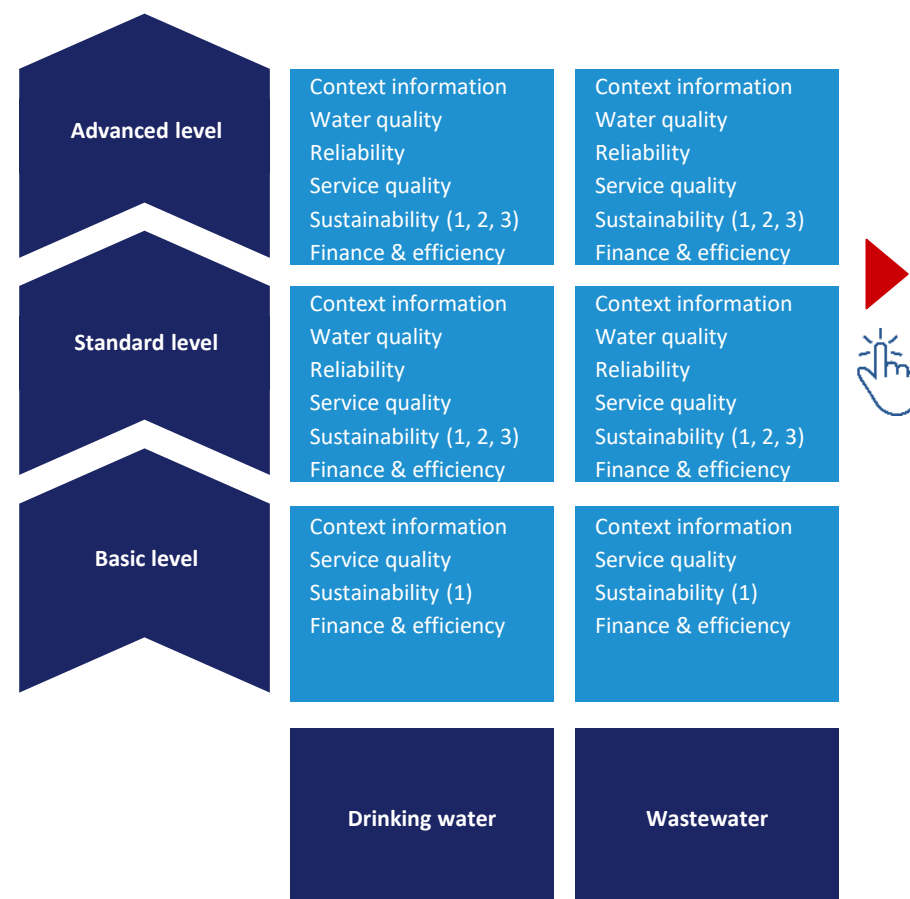 Advanced level
Context information
Water quality
Reliability
Service quality
Sustainability (1, 2, 3)
Finance & efficiency
Context information
Water quality
Reliability
Service quality
Sustainability (1, 2, 3)
Finance & efficiency
Standard level
Context information
Water quality
Reliability
Service quality
Sustainability (1, 2, 3)
Finance & efficiency
Context information
Water quality
Reliability
Service quality
Sustainability (1, 2, 3)
Finance & efficiency
Basic level
Context information
Service quality
Sustainability (1)
Finance & efficiency
Context information
Service quality
Sustainability (1)
Finance & efficiency
Drinking water
Wastewater